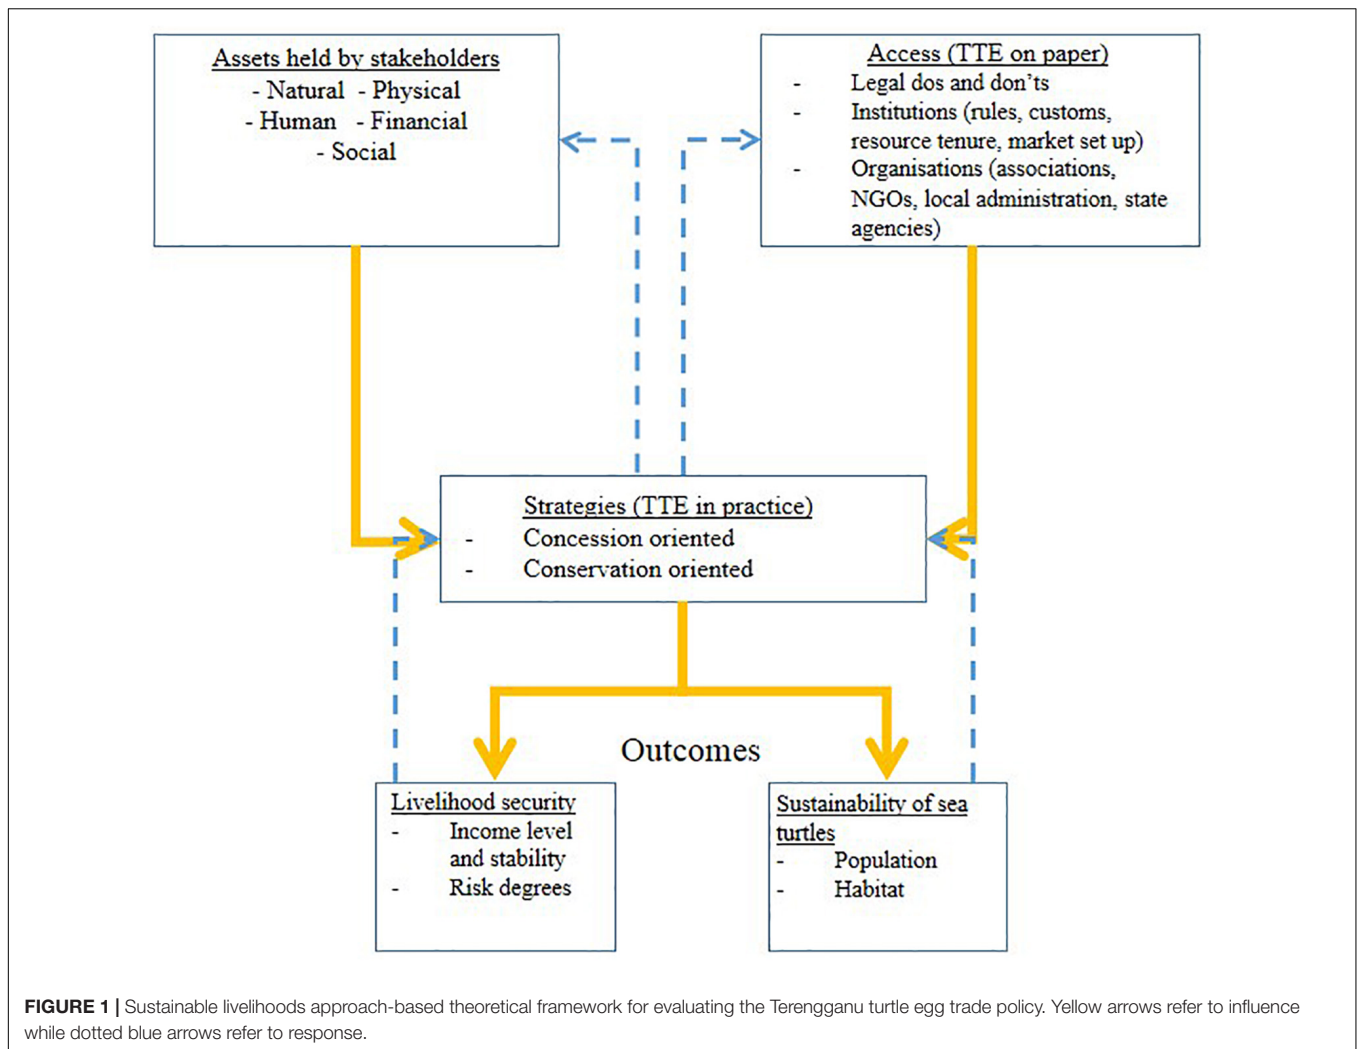 Assets held by stakeholders
- Natural - Physical
- Human - Financial
- Social
Access (TTE on paper)
- Legal dos and don'ts
- Institutions (rules, customs,
resource tenure, market set up)
- Organisations (associations,
NGOs, local administration, state
agencies)
Strategies (TTE in practice)
- Concession oriented
- Conservation oriented
Outcomes
Livelihood security
- Income level
and stability
- Risk degrees
Sustainability of sea
turtles
- Population
- Habitat
FIGURE 1 | Sustainable livelihoods approach-based theoretical framework for evaluating the Terengganu turtle egg trade policy. Yellow arrows refer to influence
while dotted blue arrows refer to response.